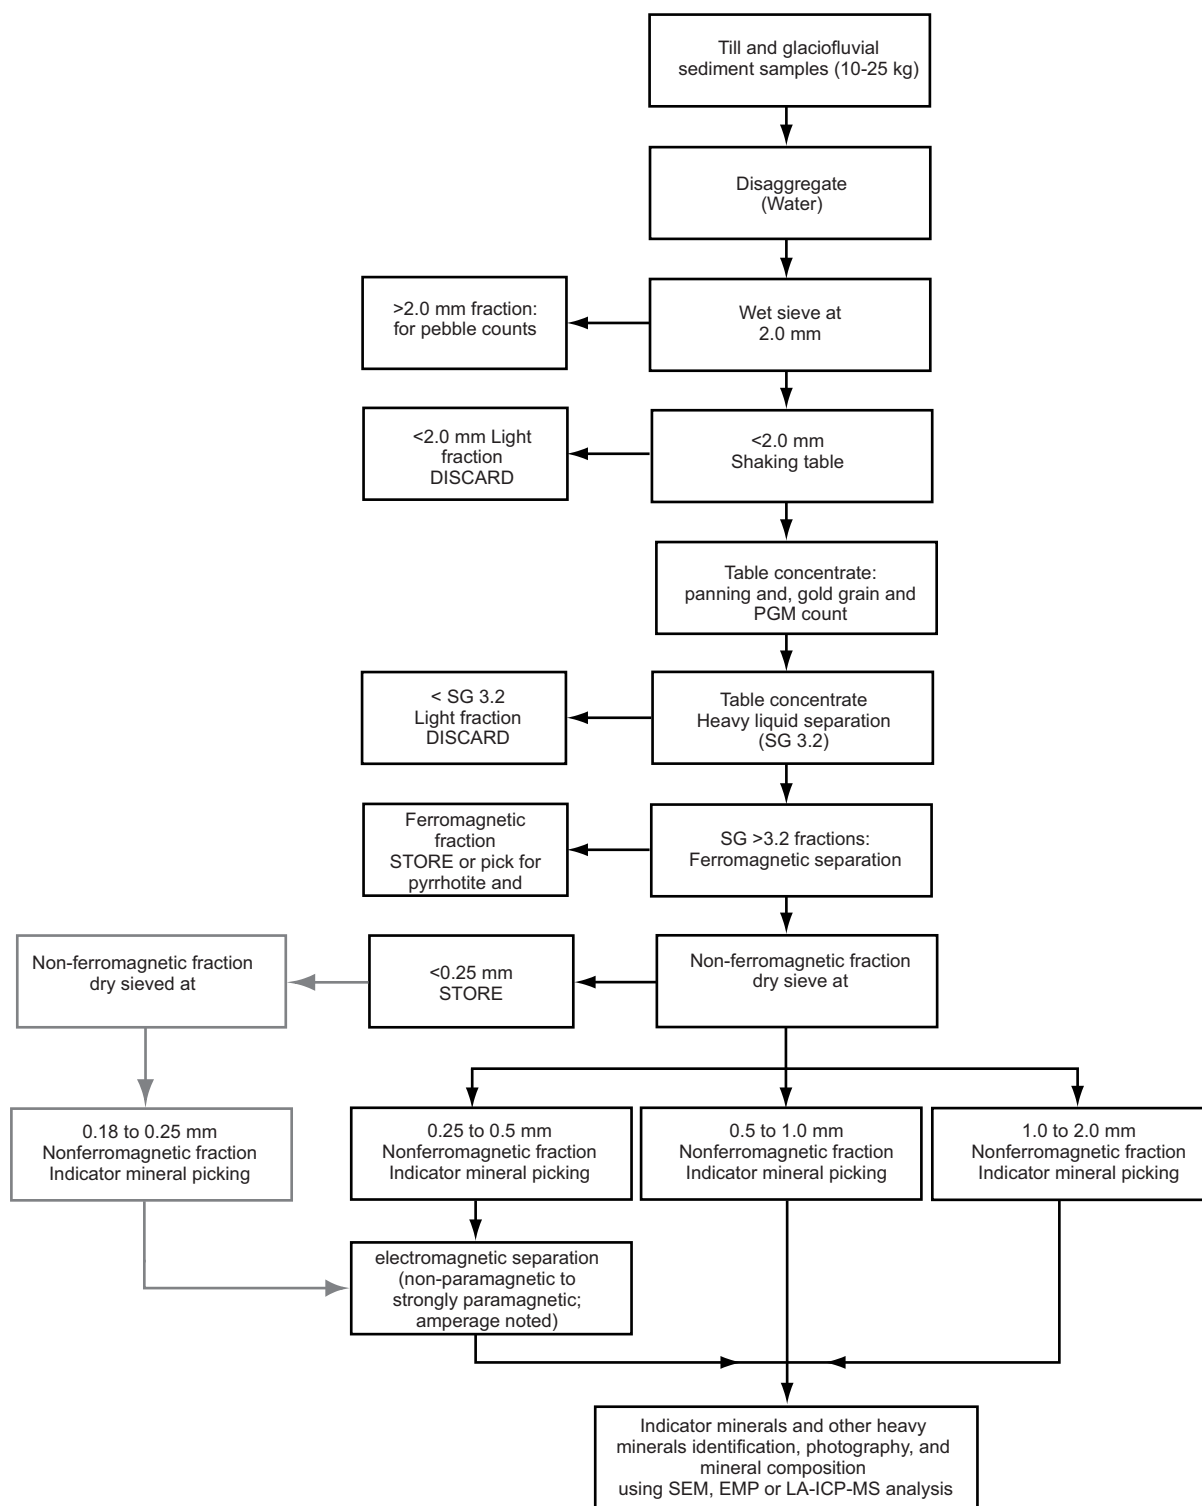 Till and glaciofluvial
sediment samples (10-25 kg)
Disaggregate
(Water)
>2.0 mm fraction:
for pebble counts
Wet sieve at
2.0 mm
<2.0 mm Light
fraction
DISCARD
<2.0 mm
Shaking table
Table concentrate:
panning and, gold grain and
PGM count
< SG 3.2
Light fraction
DISCARD
Table concentrate
Heavy liquid separation
(SG 3.2)
Ferromagnetic
fraction
STORE or pick for
pyrrhotite and
SG >3.2 fractions:
Ferromagnetic separation
Non-ferromagnetic fraction
dry sieved at
<0.25 mm
STORE
Non-ferromagnetic fraction
dry sieve at
0.18 to 0.25 mm
Nonferromagnetic fraction
Indicator mineral picking
0.25 to 0.5 mm
Nonferromagnetic fraction
Indicator mineral picking
0.5 to 1.0 mm
Nonferromagnetic fraction
Indicator mineral picking
1.0 to 2.0 mm
Nonferromagnetic fraction
Indicator mineral picking
electromagnetic separation
(non-paramagnetic to
strongly paramagnetic;
amperage noted)
Indicator minerals and other heavy
minerals identification, photography, and
mineral composition
using SEM, EMP or LA-ICP-MS analysis